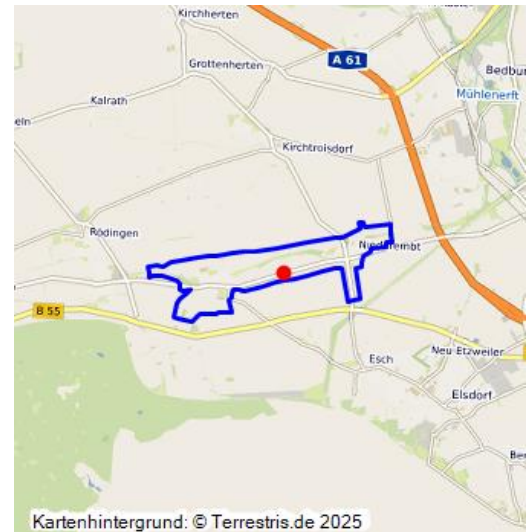 Kirchherten
A 61
Grottenherten
Bedbur
Mühlenerft
Kalrath
Kirchtroisdorf
Rödingen
Niederembt
B 55
Esch
Neu-Etzweiler
Elsdorf
Kartenhintergrund: © Terrestris.de 2025